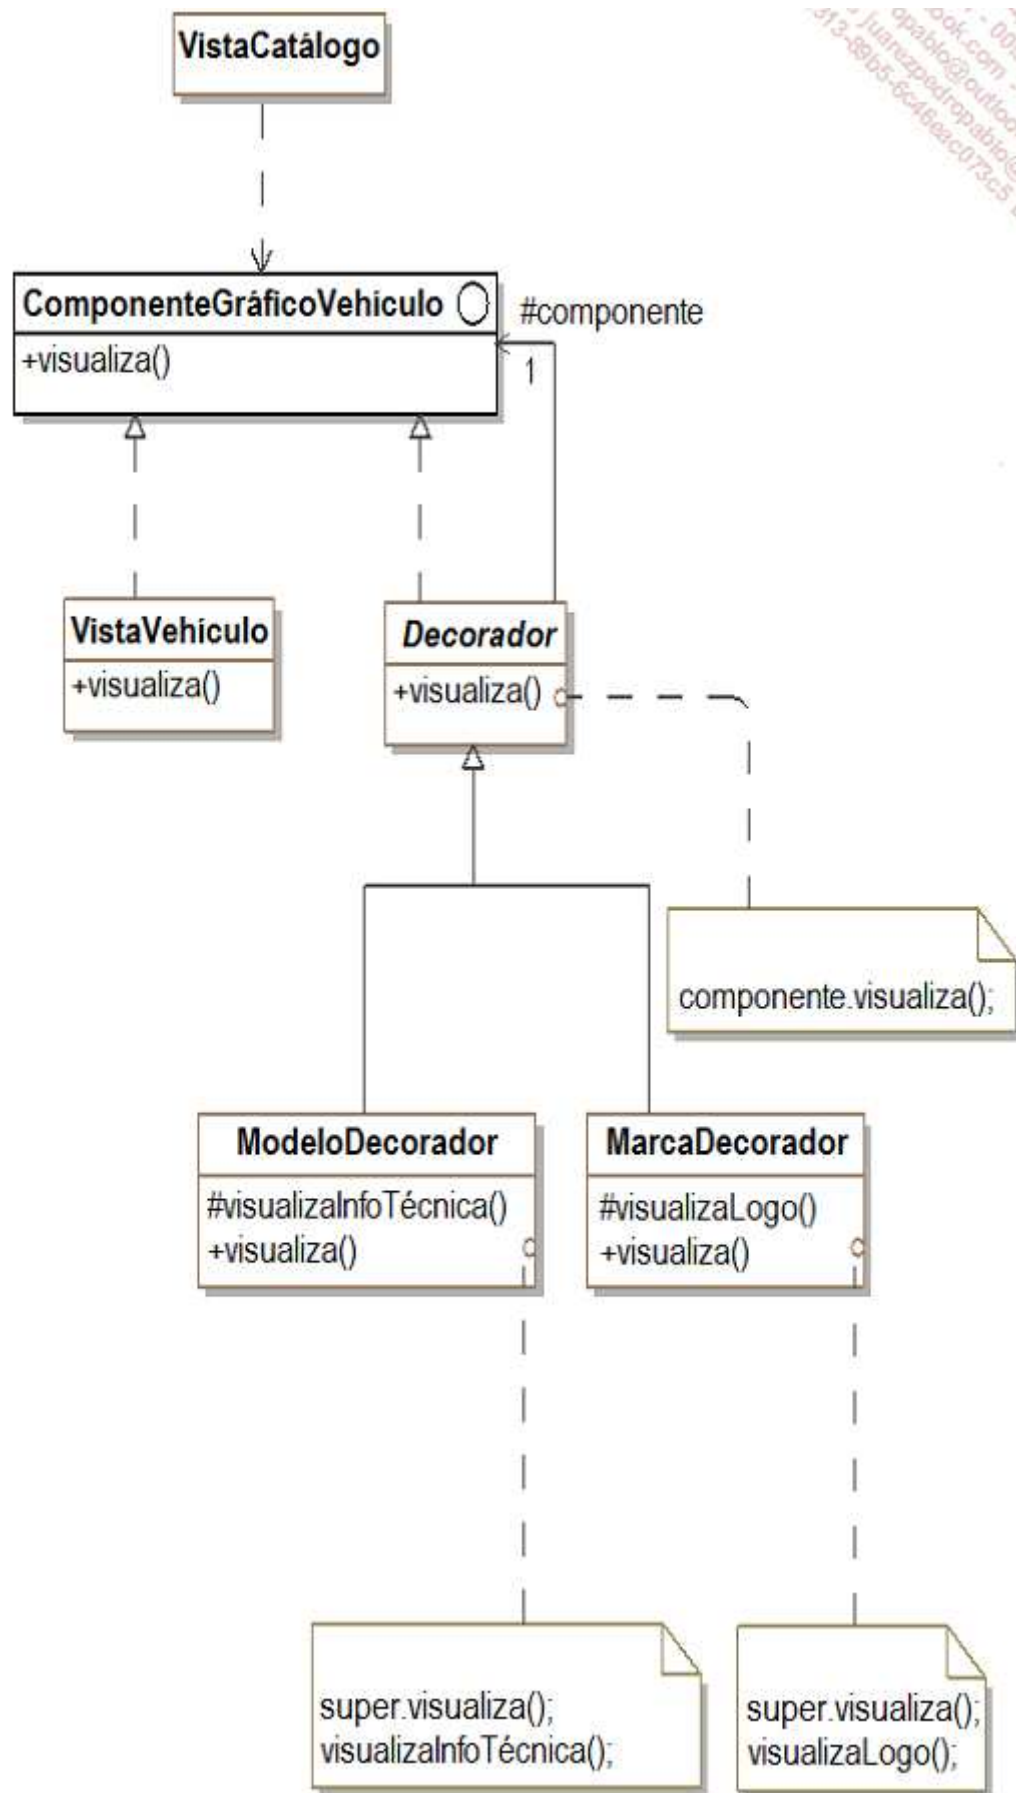 VistaCatálogo
ComponenteGráficoVehículo
+visualiza()
#componente
1
VistaVehículo
+visualiza()
Decorador
+visualiza()
componente.visualiza();
ModeloDecorador
#visualizaInfoTécnica()
+visualiza()
MarcaDecorador
#visualizaLogo()
+visualiza()
super.visualiza();
visualizaInfoTécnica();
super.visualiza();
visualizaLogo();